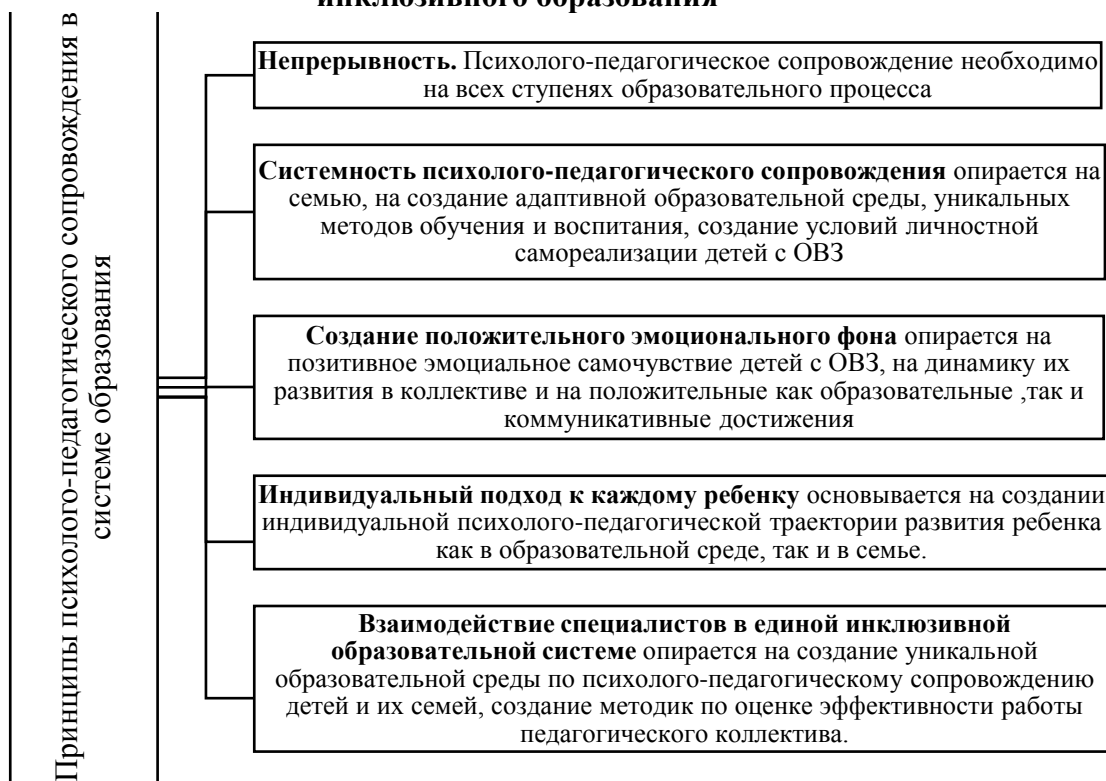 инклюзивного образования
Принципы психолого-педагогического сопровождения в
системе образования
Непрерывность. Психолого-педагогическое сопровождение необходимо
на всех ступенях образовательного процесса
Системность психолого-педагогического сопровождения опирается на
семью, на создание адаптивной образовательной среды, уникальных
методов обучения и воспитания, создание условий личностной
самореализации детей с ОВЗ
Создание положительного эмоционального фона опирается на
позитивное эмоциальное самочувствие детей с ОВЗ, на динамику их
развития в коллективе и на положительные как образовательные ,так и
коммуникативные достижения
Индивидуальный подход к каждому ребенку основывается на создании
индивидуальной психолого-педагогической траектории развития ребенка
как в образовательной среде, так и в семье.
Взаимодействие специалистов в единой инклюзивной
образовательной системе опирается на создание уникальной
образовательной среды по психолого-педагогическому сопровождению
детей и их семей, создание методик по оценке эффективности работы
педагогического коллектива.